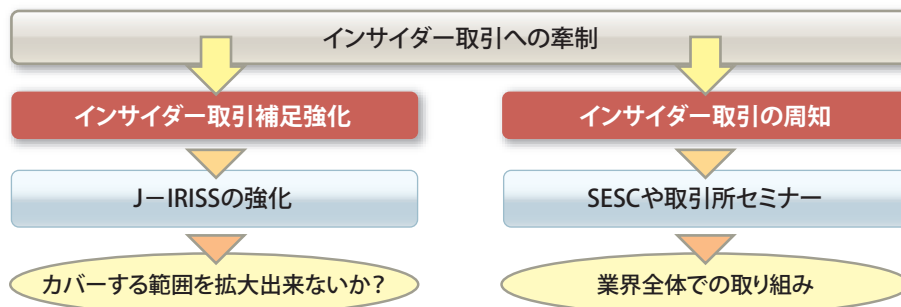 インサイダー取引への牽制
インサイダー取引補足強化
インサイダー取引の周知
J－IRISSの強化
SESCや取引所セミナー
カバーする範囲を拡大出来ないか？
業界全体での取り組み